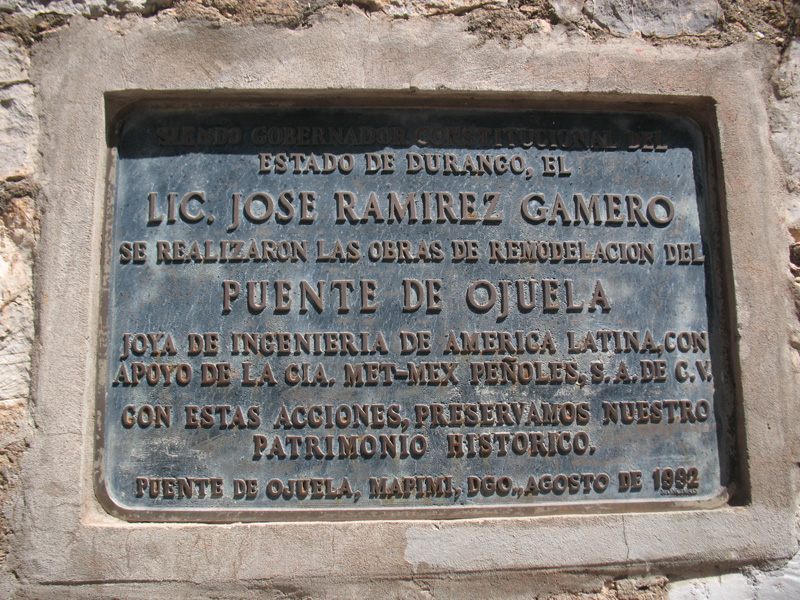 SIENDO GOBERNADOR CONSTITUCIONAL DEL
ESTADO DE DURANGO, EL
LIC. JOSE RAMIREZ GAMERO
SE REALIZARON LAS OBRAS DE REMODELACION DEL
PUENTE DE OJUELA
JOYA DE INGENIERIA DE AMERICA LATINA, CON
APOYO DE LA CIA. MET-MEX PEÑOLES, S.A. DE C.V.
CON ESTAS ACCIONES, PRESERVAMOS NUESTRO
PATRIMONIO HISTORICO.
PUENTE DE OJUELA, MAPIMI, DGO., AGOSTO DE 1992